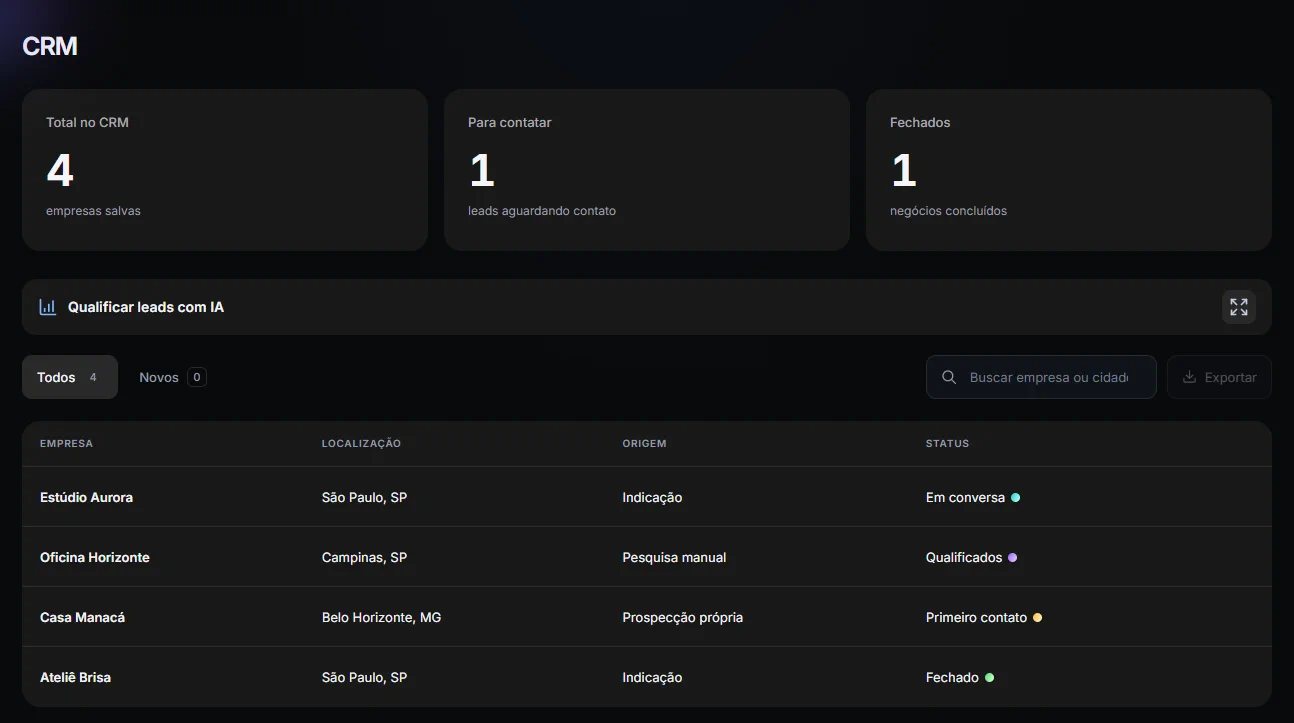 CRM
Total no CRM
4
empresas salvas
Para contatar
1
leads aguardando contato
Fechados
1
negócios concluídos
Qualificar leads com IA
Todos 4 Novos 0
Buscar empresa ou cidad
Exportar
EMPRESA LOCALIZAÇÃO ORIGEM STATUS
Estúdio Aurora São Paulo, SP Indicação Em conversa
Oficina Horizonte Campinas, SP Pesquisa manual Qualificados
Casa Manacá Belo Horizonte, MG Prospecção própria Primeiro contato
Ateliê Brisa São Paulo, SP Indicação Fechado